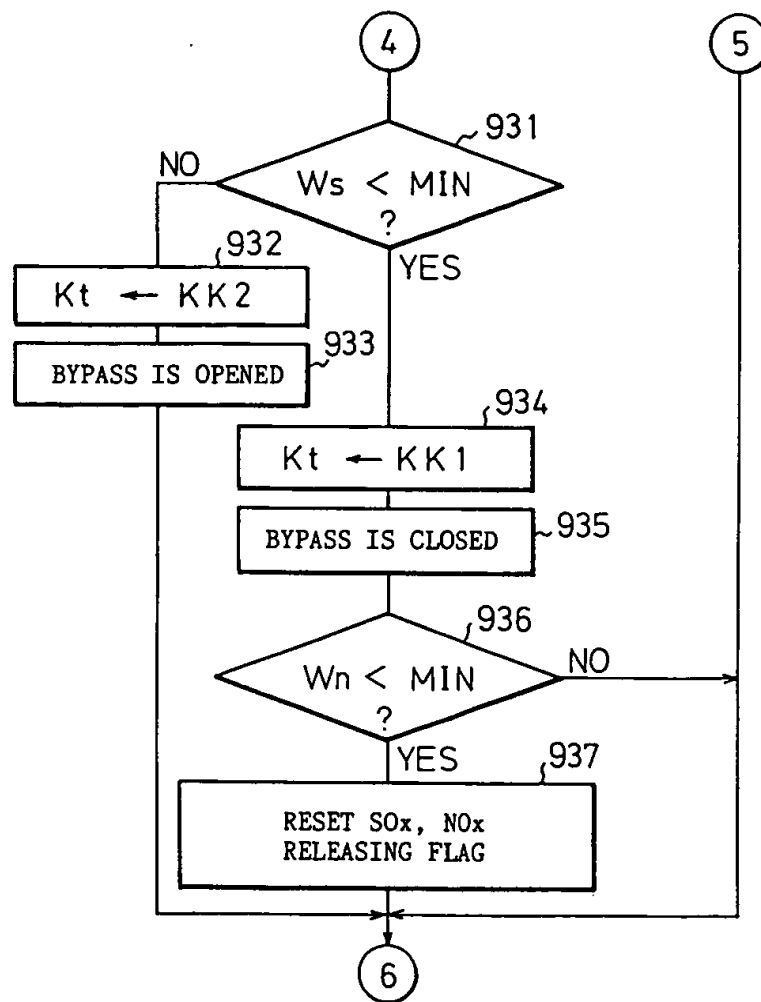 4
5
931
NO
Ws < MIN
?
YES
932
Kt ← KK2
933
BYPASS IS OPENED
934
Kt ← KK1
935
BYPASS IS CLOSED
936
NO
Wn < MIN
?
YES
937
RESET SOx, NOx
RELEASING FLAG
6